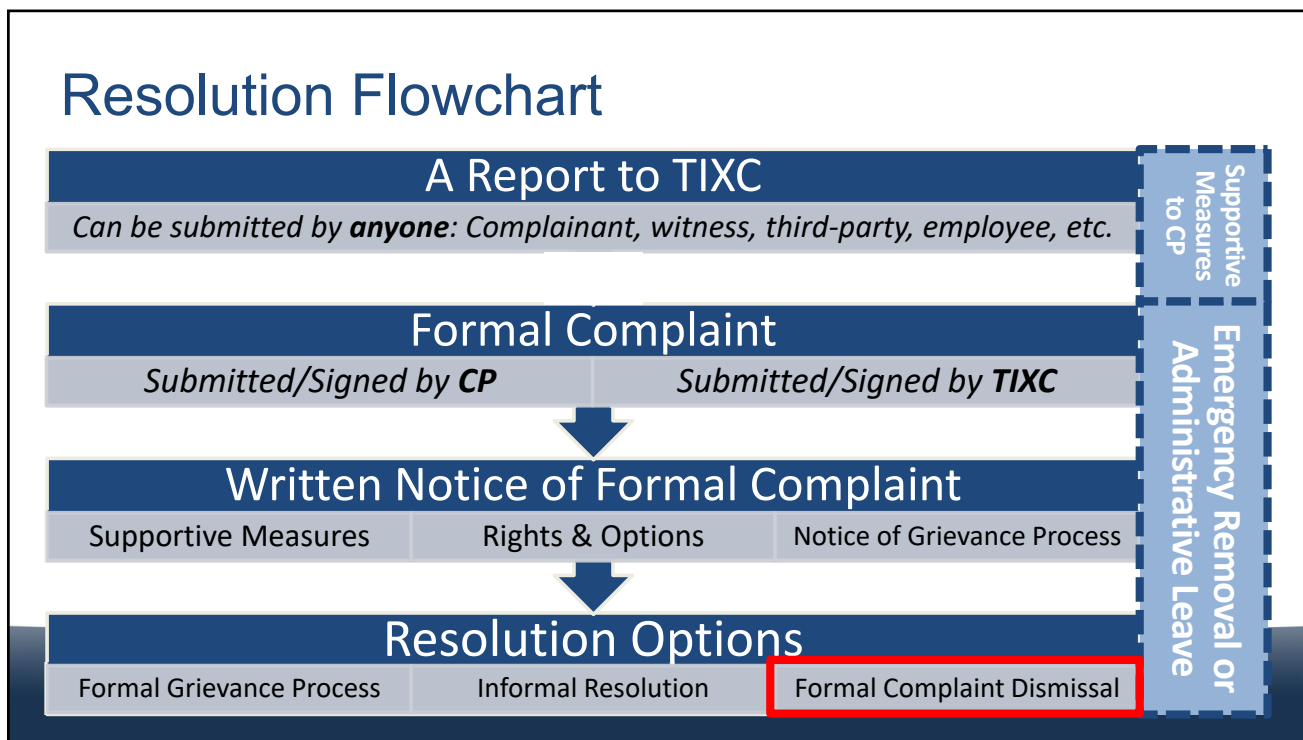 Resolution Flowchart
A Report to TIXC
Can be submitted by anyone: Complainant, witness, third-party, employee, etc.
Supportive
Measures
to CP
Formal Complaint
Submitted/Signed by CP
Submitted/Signed by TIXC
Written Notice of Formal Complaint
Supportive Measures
Rights & Options
Notice of Grievance Process
Resolution Options
Formal Grievance Process
Informal Resolution
Formal Complaint Dismissal
Emergency Removal or
Administrative Leave